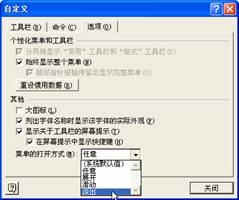 自定义
工具栏(B) 命令(C) 选项(O)
个性化菜单和工具栏
分两排显示“常用”工具栏和“格式”工具栏(S)
始终显示整个菜单(N)
鼠标指针短暂停留后显示完整菜单(U)
重设惯用数据(R)
其他
大图标(L)
列出字体名称时显示该字体的实际外观(F)
显示关于工具栏的屏幕提示(T)
在屏幕提示中显示快捷键(H)
菜单的打开方式(M): 任意
(系统默认值)
任意
展开
滑动
淡出
关闭